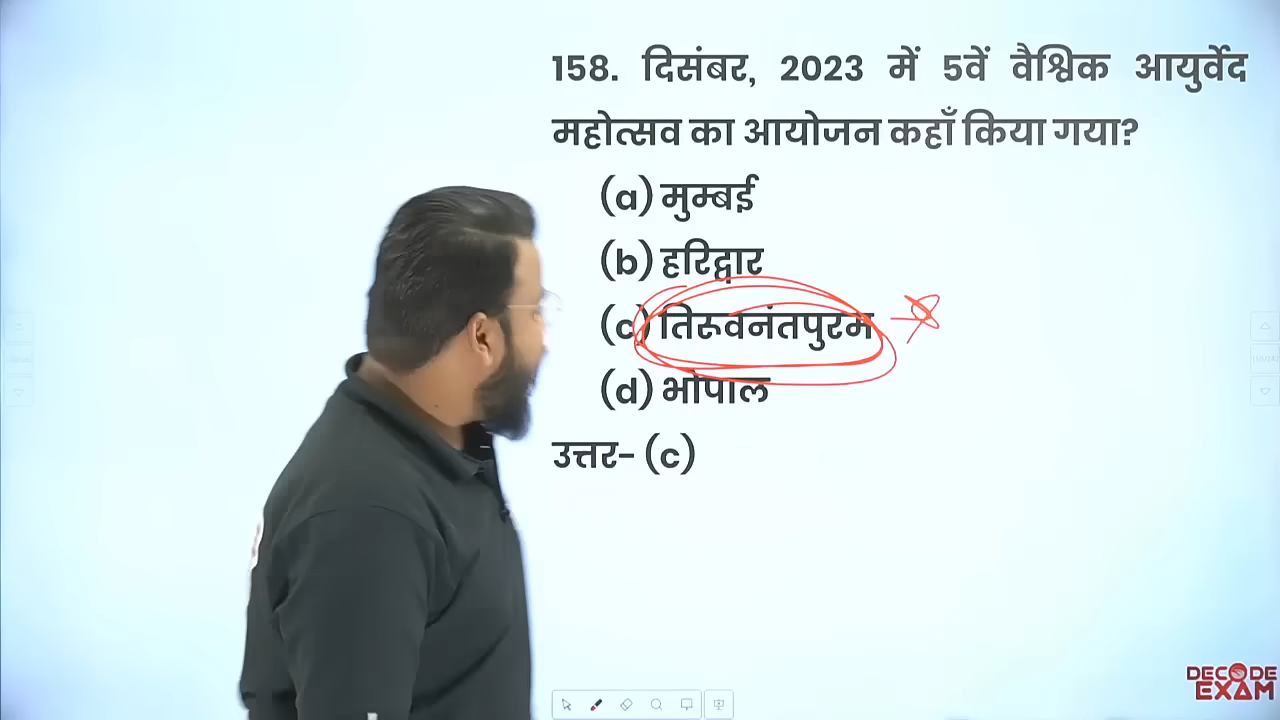 158. दिसंबर, 2023 में 5वें वैश्विक आयुर्वेद
महोत्सव का आयोजन कहाँ किया गया?
(a) मुम्बई
(b) हरिद्वार
(c) तिरूवनंतपुरम
(d) भोपाल
उत्तर- (c)
DECODE
EXAM